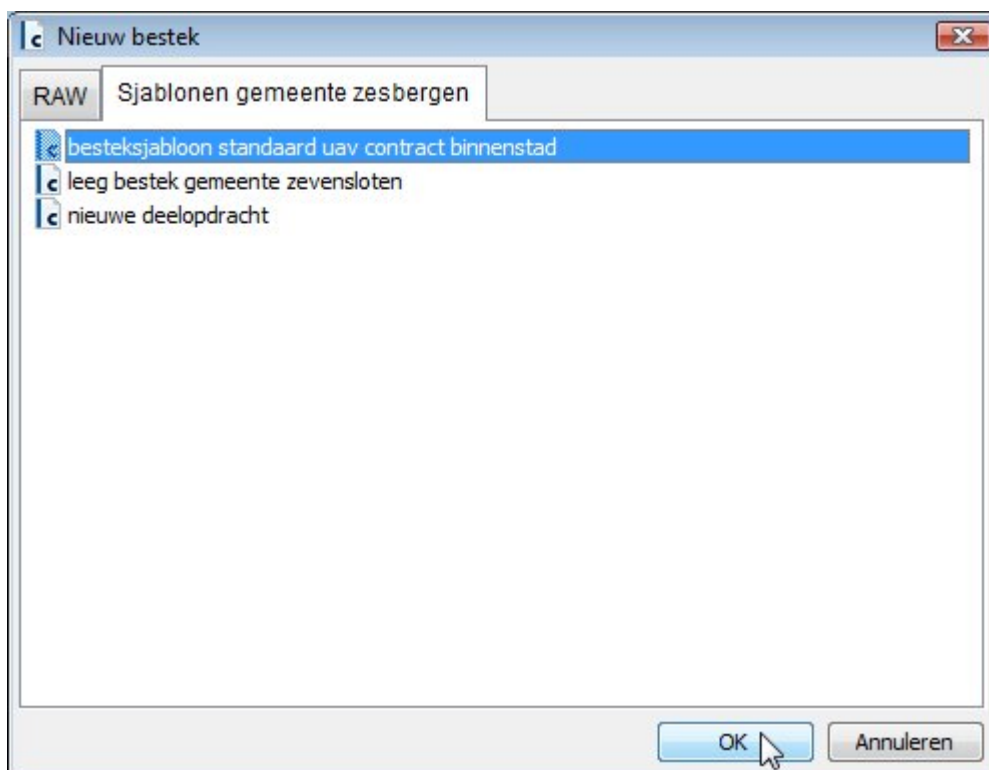 Nieuw bestek
RAW
Sjablonen gemeente zesbergen
besteksjabloon standaard uav contract binnenstad
leeg bestek gemeente zevensloten
nieuwe deelopdracht
OK
Annuleren